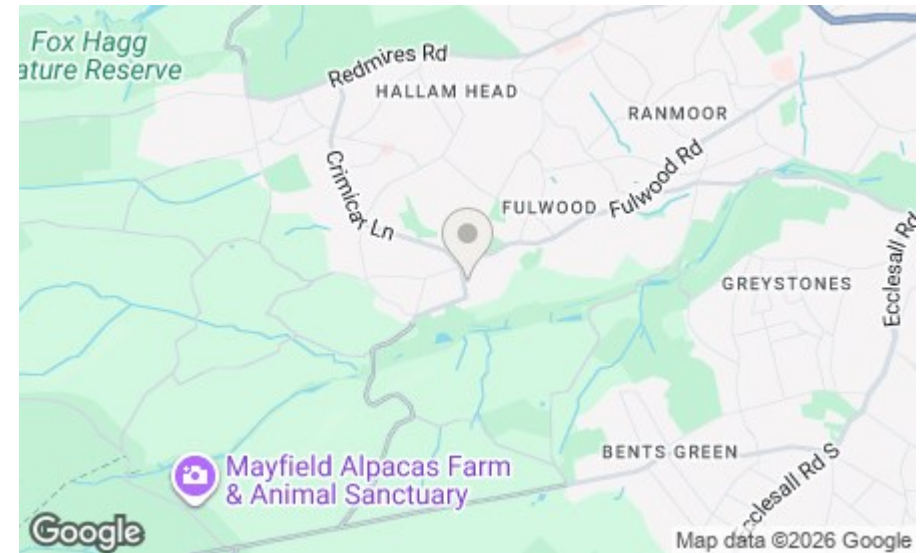 Fox Hagg
ature Reserve
Redmires Rd
HALLAM HEAD
RANMOOR
Crimicar Ln
FULWOOD
Fulwood Rd
GREYSTONES
Ecclesall Rd
BENTS GREEN
Ecclesall Rd S
Mayfield Alpacas Farm
& Animal Sanctuary
Google
Map data ©2026 Google